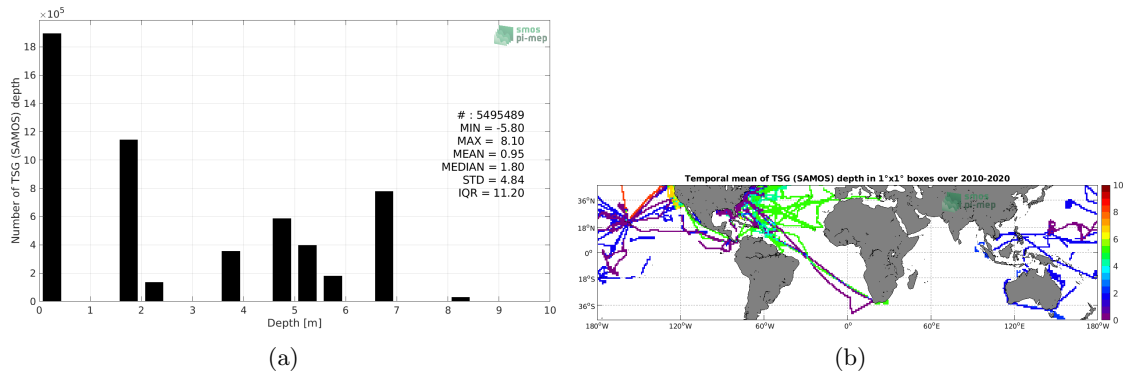 ×10⁵
18
16
14
12
10
8
6
4
2
0
Number of TSG (SAMOS) depth
smos
pi-mep
# : 5495489
MIN = -5.80
MAX = 8.10
MEAN = 0.95
MEDIAN = 1.80
STD = 4.84
IQR = 11.20
0 1 2 3 4 5 6 7 8 9 10
Depth [m]
(a)
Temporal mean of TSG (SAMOS) depth in 1°x1° boxes over 2010-2020
smos
pi-mep
36°N
18°N
0°
18°S
36°S
180°W 120°W 60°W 0° 60°E 120°E 180°W
10
8
6
4
2
0
(b)